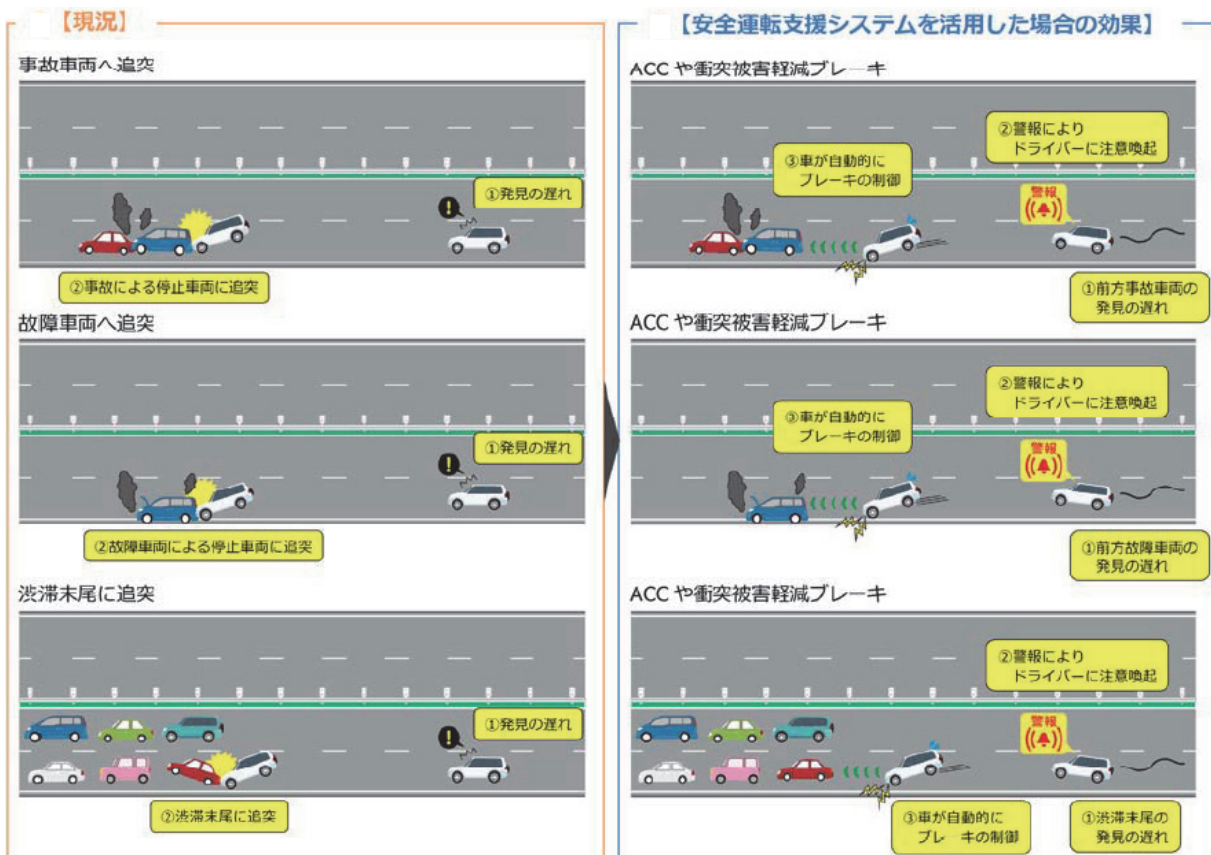 【現況】
事故車両へ追突
①発見の遅れ
②事故による停止車両に追突
故障車両へ追突
①発見の遅れ
②故障車両による停止車両に追突
渋滞末尾に追突
①発見の遅れ
②渋滞末尾に追突
【安全運転支援システムを活用した場合の効果】
ACCや衝突被害軽減ブレーキ
②警報により
ドライバーに注意喚起
③車が自動的に
ブレーキの制御
警報
①前方事故車両の
発見の遅れ
ACCや衝突被害軽減ブレーキ
②警報により
ドライバーに注意喚起
③車が自動的に
ブレーキの制御
警報
①前方故障車両の
発見の遅れ
ACCや衝突被害軽減ブレーキ
②警報により
ドライバーに注意喚起
警報
③車が自動的に
ブレーキの制御
①渋滞末尾の
発見の遅れ